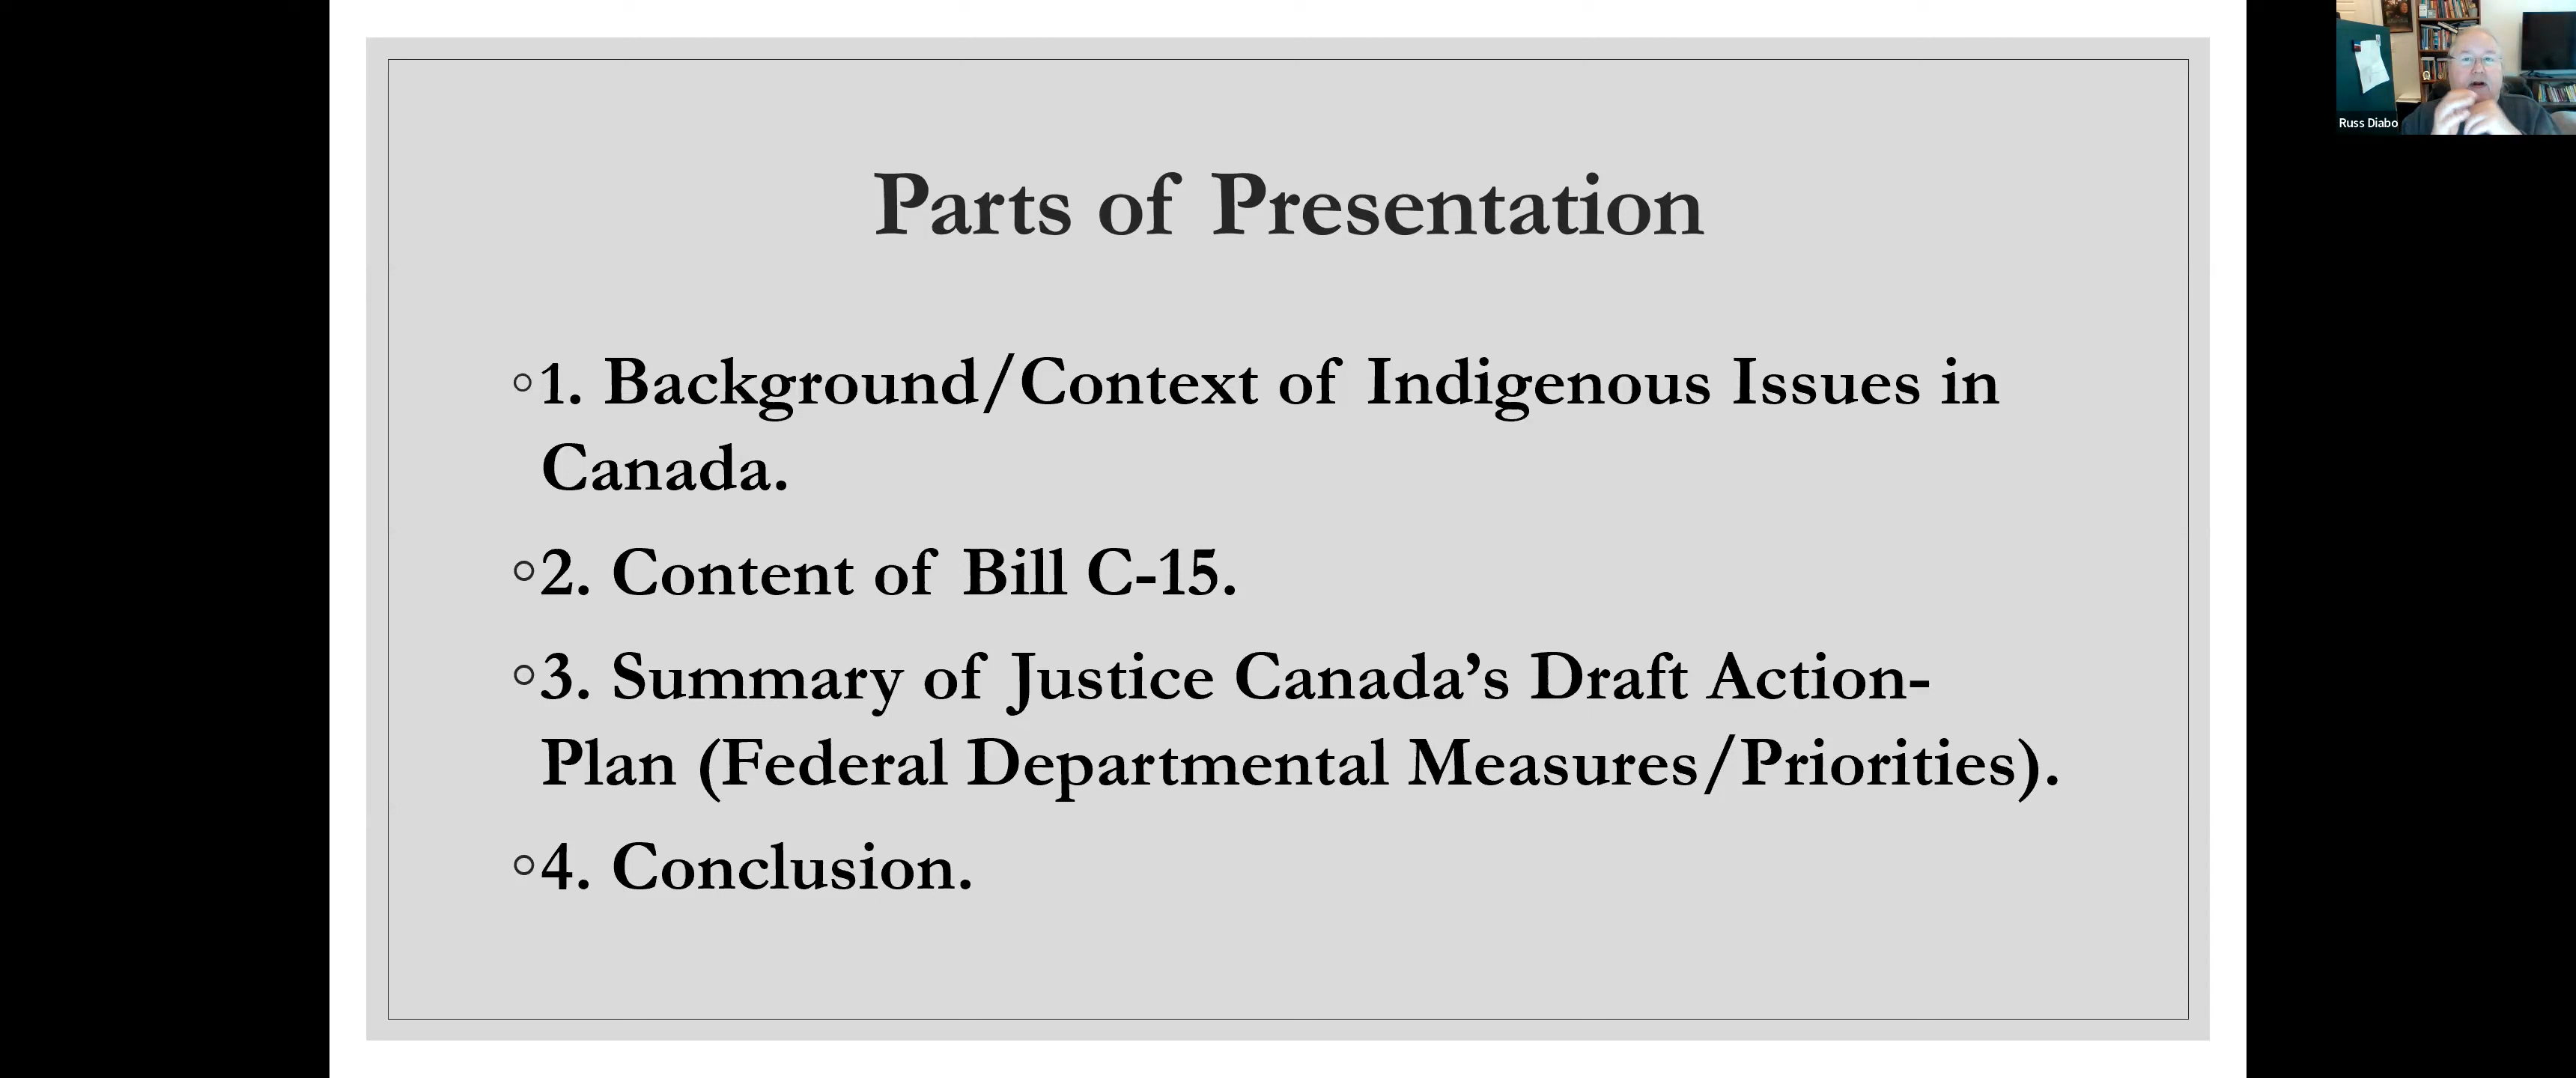 Parts of Presentation
1. Background/Context of Indigenous Issues in
Canada.
2. Content of Bill C-15.
3. Summary of Justice Canada’s Draft Action-
Plan (Federal Departmental Measures/Priorities).
4. Conclusion.
Russ Diabo